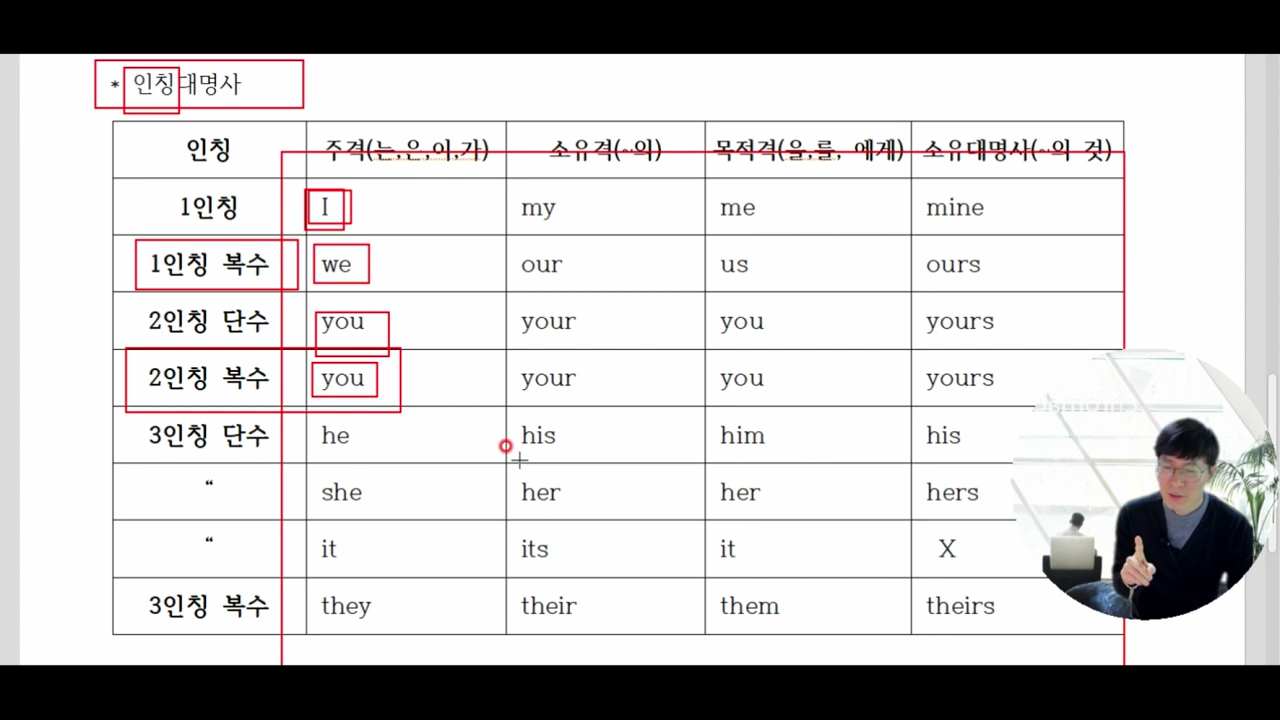 * 인칭대명사
인칭 주격(는,은,이,가) 소유격(~의) 목적격(을,를, 에게) 소유대명사(~의 것)
1인칭 I my me mine
1인칭 복수 we our us ours
2인칭 단수 you your you yours
2인칭 복수 you your you yours
3인칭 단수 he his him his
“ she her her hers
“ it its it X
3인칭 복수 they their them theirs